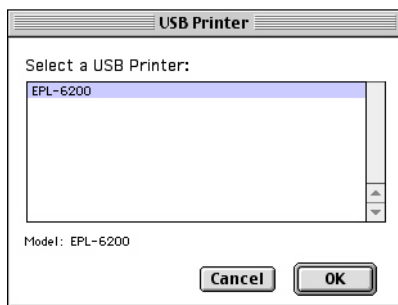 USB Printer
Select a USB Printer:
EPL-6200
Model: EPL-6200
Cancel OK